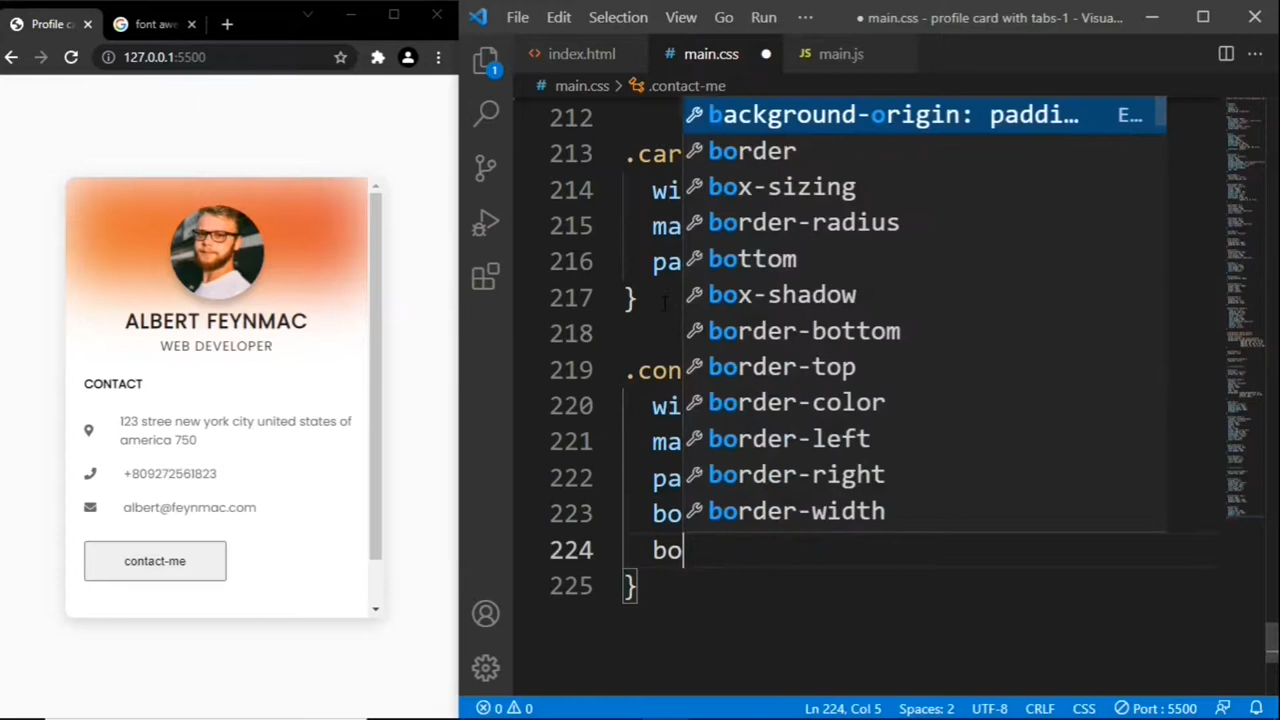 Profile c
font awe
127.0.0.1:5500
ALBERT FEYNMAC
WEB DEVELOPER
CONTACT
123 stree new york city united states of
america 750
+809272561823
albert@feynmac.com
contact-me
File Edit Selection View Go Run ··· ● main.css - profile card with tabs-1 - Visua...
<> index.html # main.css ● JS main.js
# main.css > .contact-me
1
212
213 .car
214 wi
215 ma
216 pa
217 }
218
219 .con
220 wi
221 ma
222 pa
223 bo
224 bo
225 }
background-origin: paddi… E…
border
box-sizing
border-radius
bottom
box-shadow
border-bottom
border-top
border-color
border-left
border-right
border-width
0 0 Ln 224, Col 5 Spaces: 2 UTF-8 CRLF CSS Port : 5500